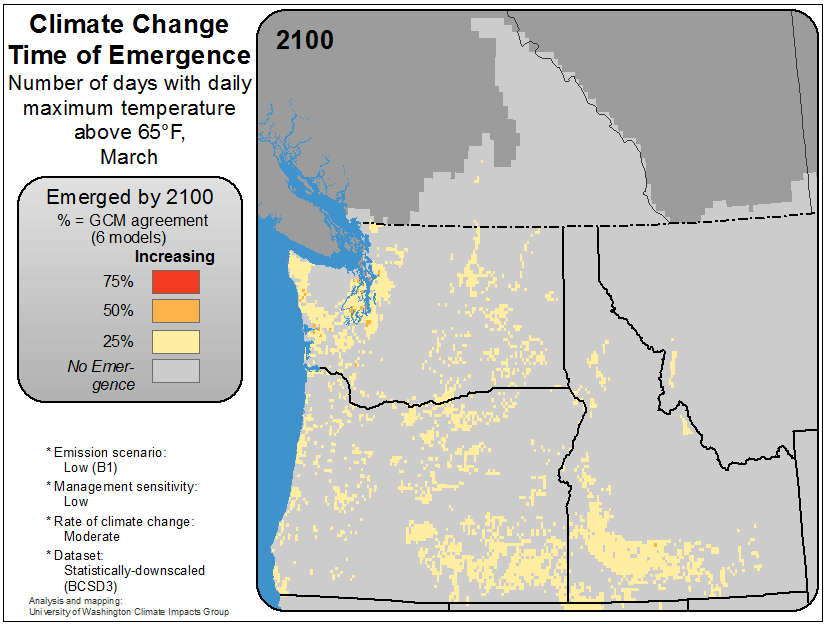 Climate Change
Time of Emergence
Number of days with daily
maximum temperature
above 65°F,
March
2100
Emerged by 2100
% = GCM agreement
(6 models)
Increasing
75%
50%
25%
No Emer-
gence
* Emission scenario:
Low (B1)
* Management sensitivity:
Low
* Rate of climate change:
Moderate
* Dataset:
Statistically-downscaled
(BCSD3)
Analysis and mapping:
University of Washington Climate Impacts Group